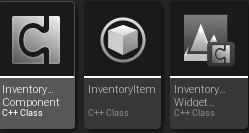 Inventory...
Component
C++ Class
InventoryItem
C++ Class
Inventory...
Widget...
C++ Class